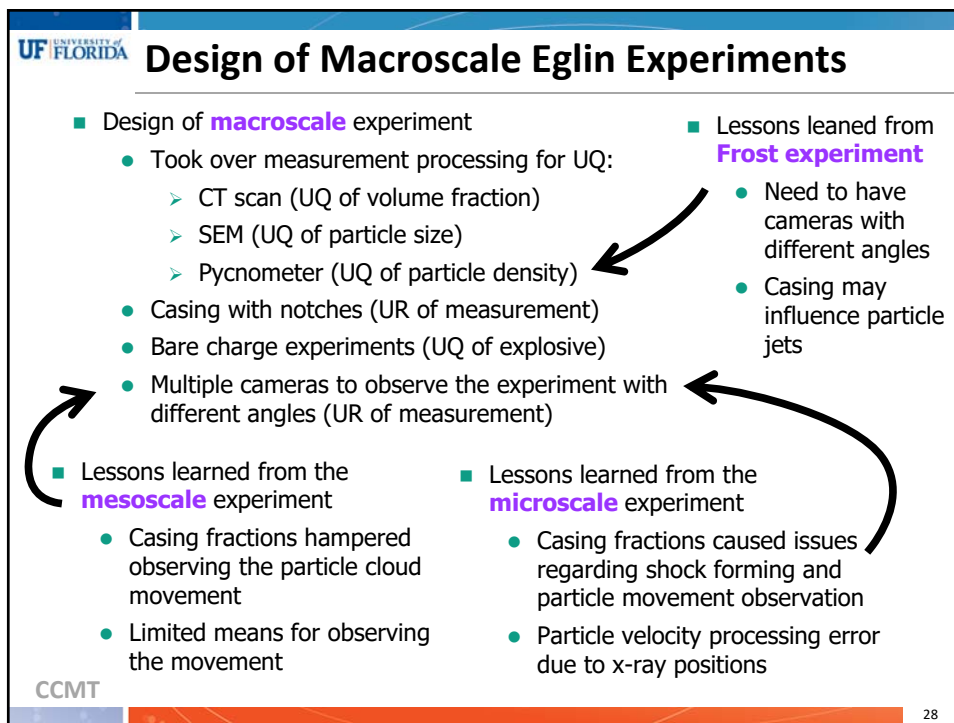 UF UNIVERSITY of FLORIDA
Design of Macroscale Eglin Experiments
■ Design of macroscale experiment
● Took over measurement processing for UQ:
➢ CT scan (UQ of volume fraction)
➢ SEM (UQ of particle size)
➢ Pycnometer (UQ of particle density)
● Casing with notches (UR of measurement)
● Bare charge experiments (UQ of explosive)
● Multiple cameras to observe the experiment with
different angles (UR of measurement)
■ Lessons leaned from
Frost experiment
● Need to have
cameras with
different angles
● Casing may
influence particle
jets
■ Lessons learned from the
mesoscale experiment
● Casing fractions hampered
observing the particle cloud
movement
● Limited means for observing
the movement
■ Lessons learned from the
microscale experiment
● Casing fractions caused issues
regarding shock forming and
particle movement observation
● Particle velocity processing error
due to x-ray positions
CCMT
28